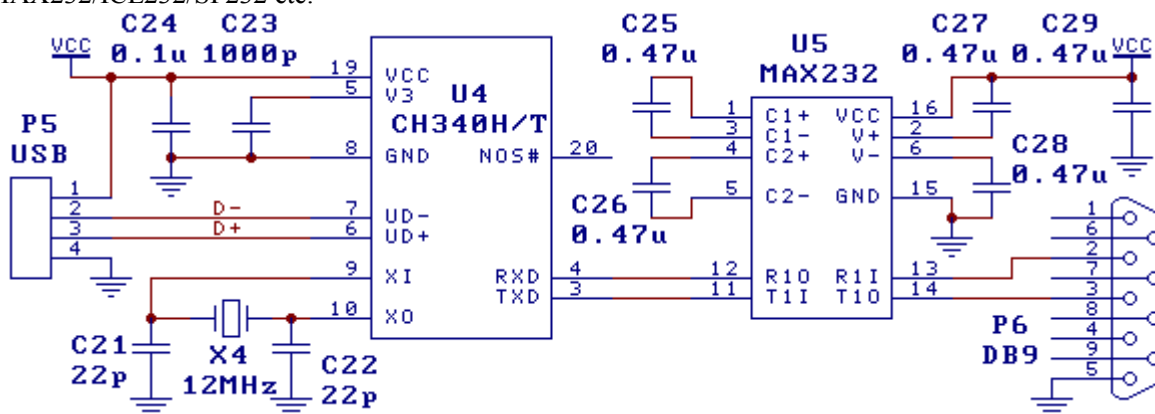 MAX232/ICL232/SP232 etc.
C24
0.1u
C23
1000p
C25
0.47u
C27
0.47u
C29
0.47u
VCC
VCC
P5
USB
1
2
3
4
D-
D+
19
5
8
7
6
9
10
VCC
V3
GND
UD-
UD+
XI
XO
U4
CH340H/T
NOS#
RXD
TXD
20
4
3
C21
22p
X4
12MHz
C22
22p
C26
0.47u
U5
MAX232
1
3
4
5
12
11
C1+
C1-
C2+
C2-
R1O
T1I
VCC
V+
V-
GND
R1I
T1O
16
2
6
15
13
14
C28
0.47u
P6
DB9
1
6
2
7
3
8
4
9
5